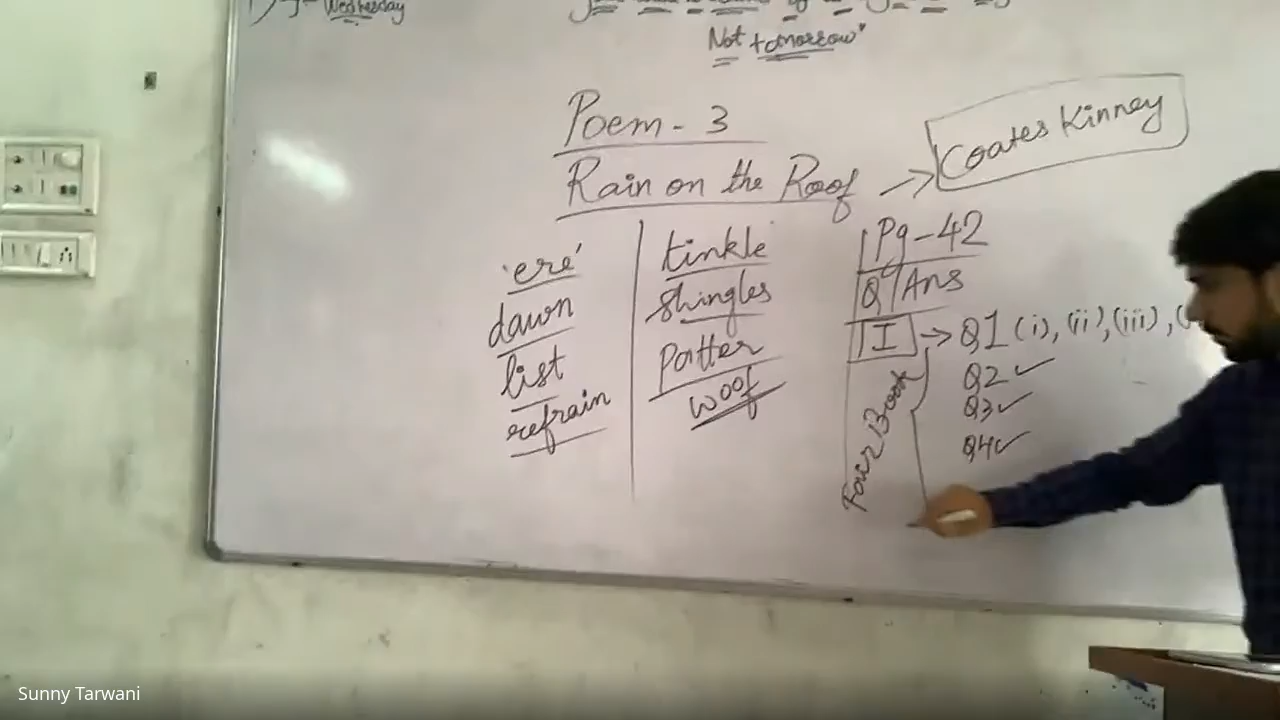 Wednesday
Not tomorrow"
Poem - 3
Rain on the Roof → Coates Kinney
'ere'
dawn
list
refrain
tinkle
shingles
Patter
woof
Pg - 42
Q/Ans
I → Q1 (i), (ii), (iii),
Q2 ✓
Q3 ✓
Q4 ✓
Fair Book
Sunny Tarwani